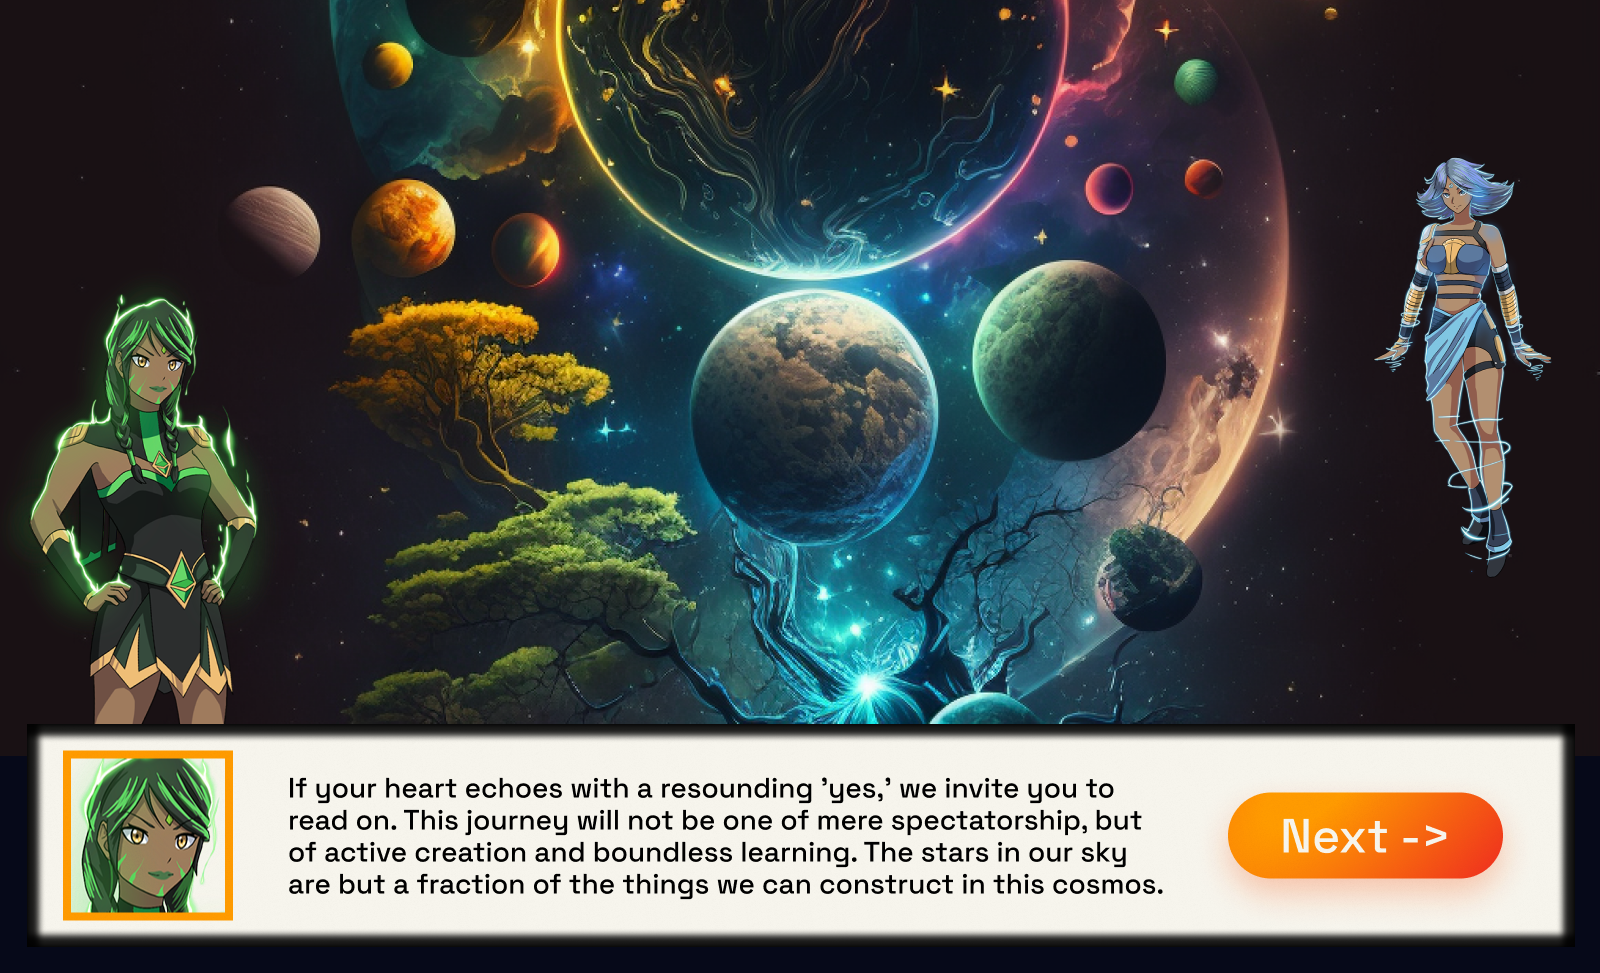 If your heart echoes with a resounding 'yes,' we invite you to
read on. This journey will not be one of mere spectatorship, but
of active creation and boundless learning. The stars in our sky
are but a fraction of the things we can construct in this cosmos.
Next ->